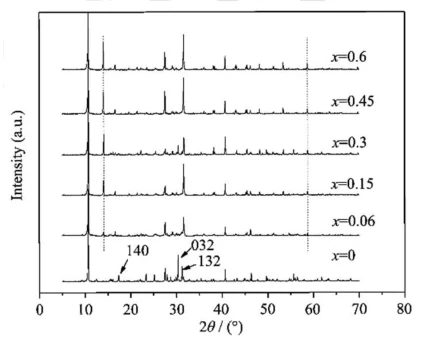 x=0.6
x=0.45
x=0.3
x=0.15
x=0.06
032
140
132
x=0
Intensity (a.u.)
0 10 20 30 40 50 60 70 80
2θ / (°)